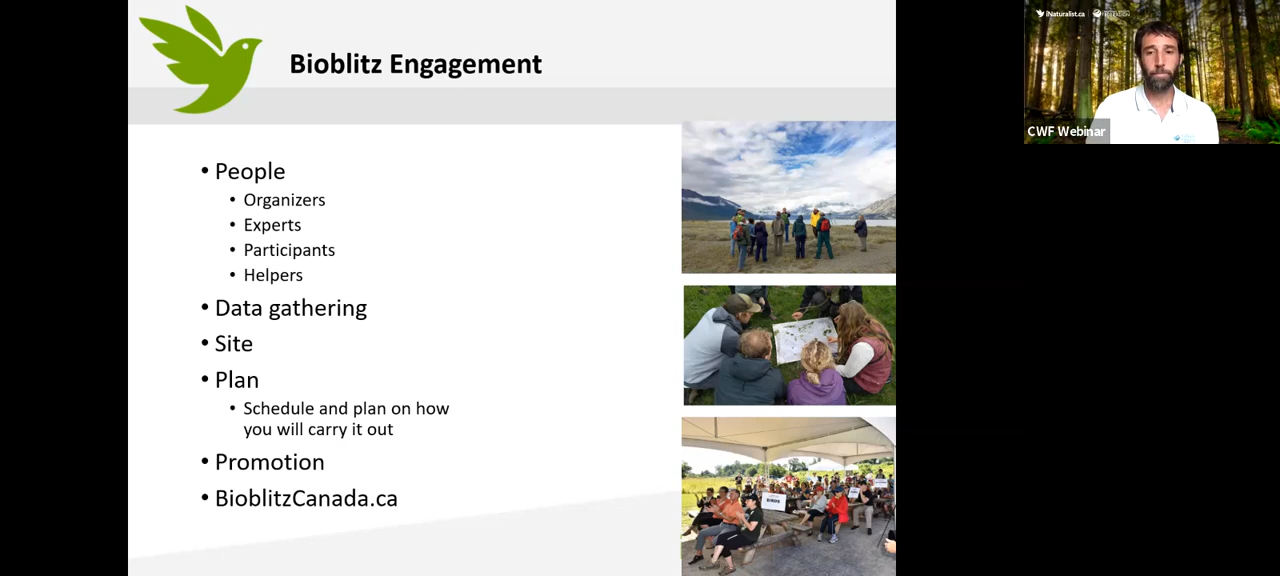 Bioblitz Engagement
• People
• Organizers
• Experts
• Participants
• Helpers
• Data gathering
• Site
• Plan
• Schedule and plan on how
you will carry it out
• Promotion
• BioblitzCanada.ca
BIRDS
iNaturalist.ca
CWF Webinar